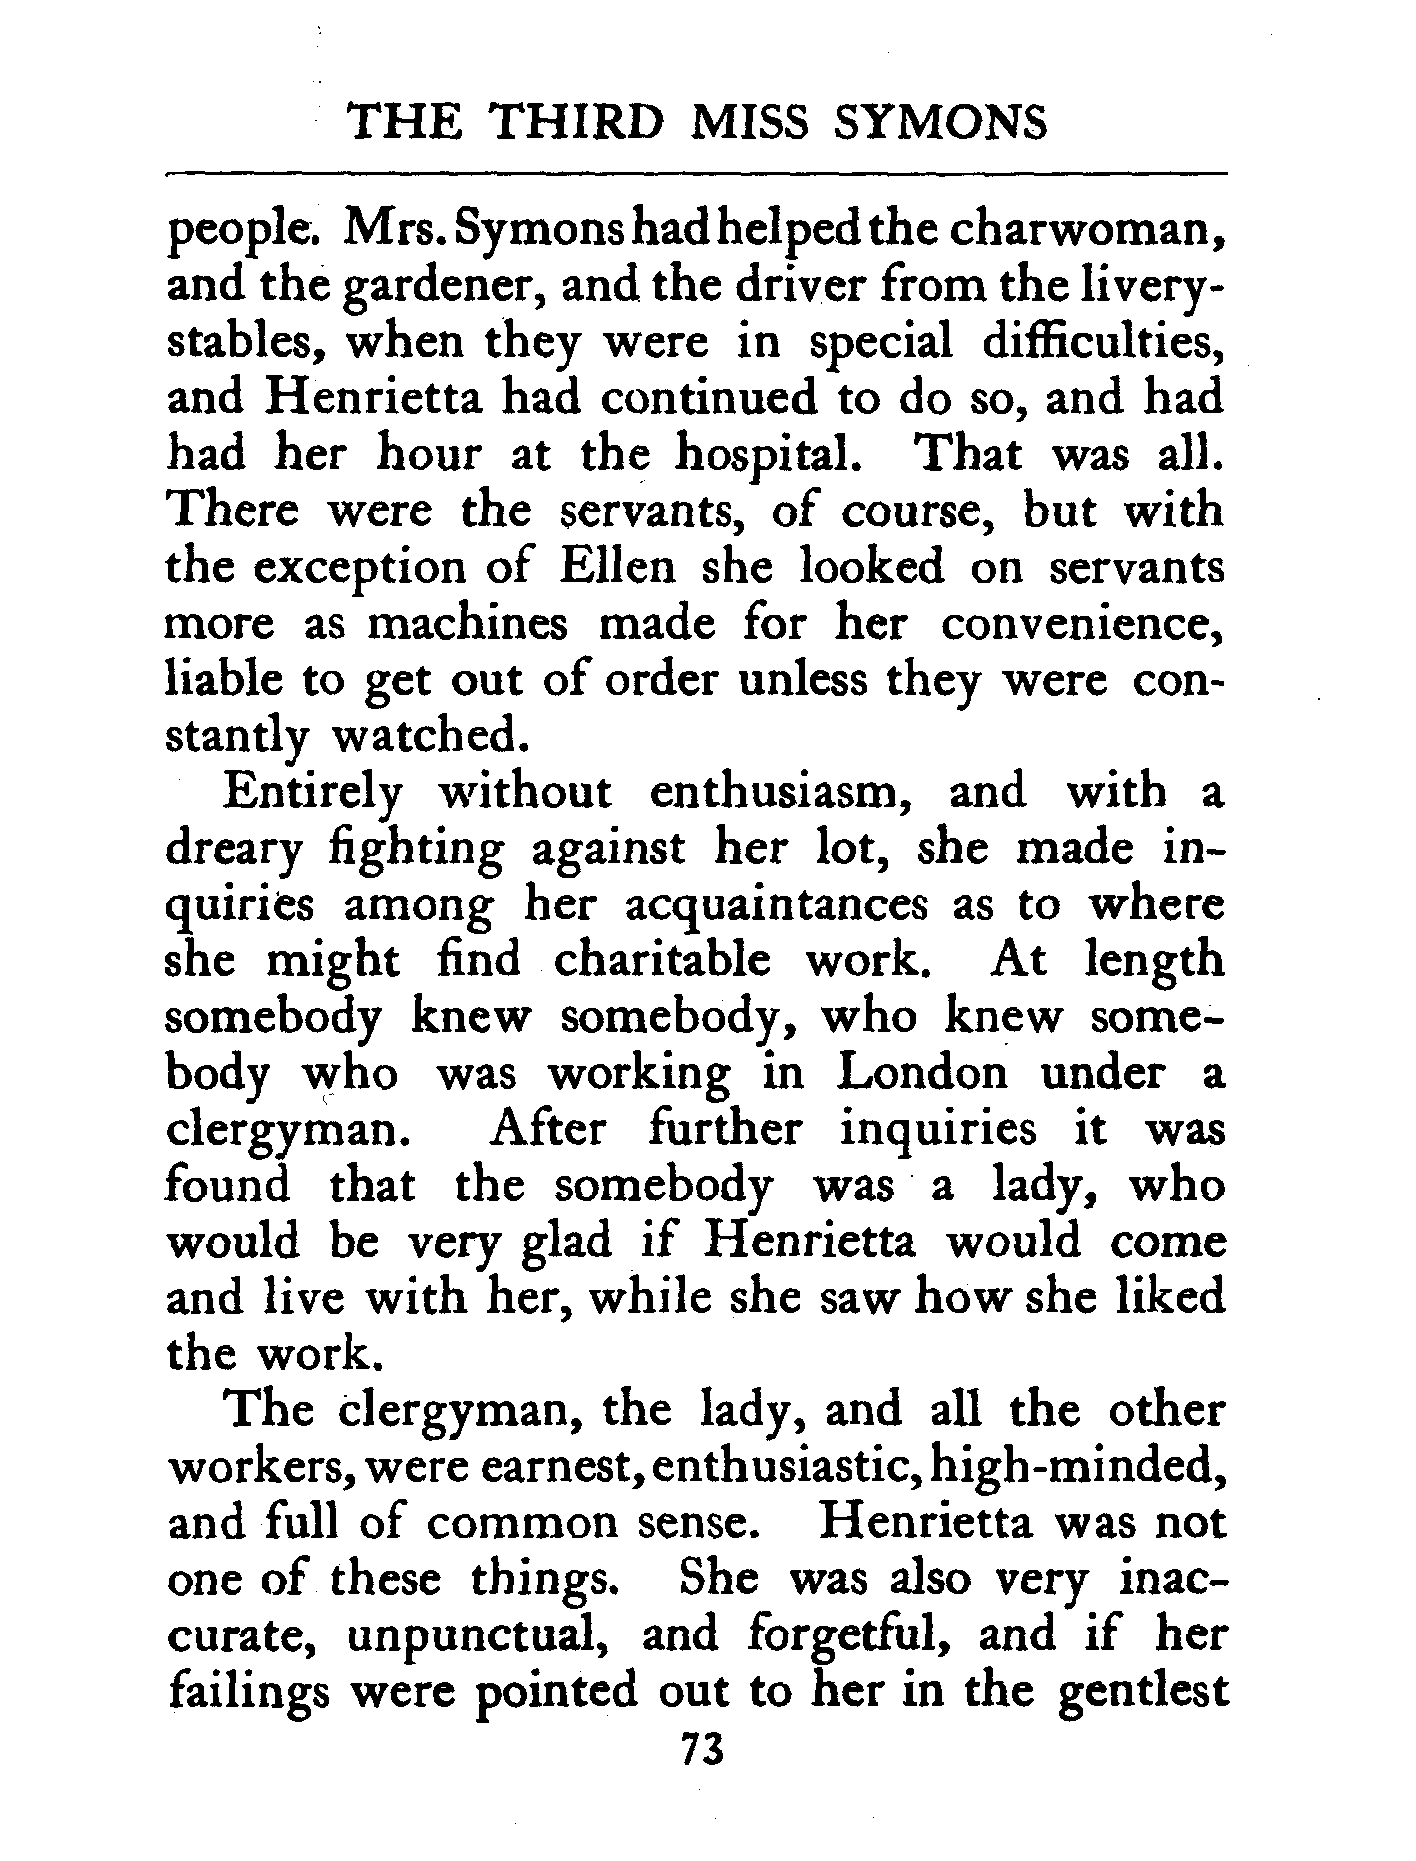 THE THIRD MISS SYMONS
people. Mrs. Symons had helped the charwoman,
and the gardener, and the driver from the livery-
stables, when they were in special difficulties,
and Henrietta had continued to do so, and had
had her hour at the hospital. That was all.
There were the servants, of course, but with
the exception of Ellen she looked on servants
more as machines made for her convenience,
liable to get out of order unless they were con-
stantly watched.
Entirely without enthusiasm, and with a
dreary fighting against her lot, she made in-
quiries among her acquaintances as to where
she might find charitable work. At length
somebody knew somebody, who knew some-
body who was working in London under a
clergyman. After further inquiries it was
found that the somebody was a lady, who
would be very glad if Henrietta would come
and live with her, while she saw how she liked
the work.
The clergyman, the lady, and all the other
workers, were earnest, enthusiastic, high-minded,
and full of common sense. Henrietta was not
one of these things. She was also very inac-
curate, unpunctual, and forgetful, and if her
failings were pointed out to her in the gentlest
73